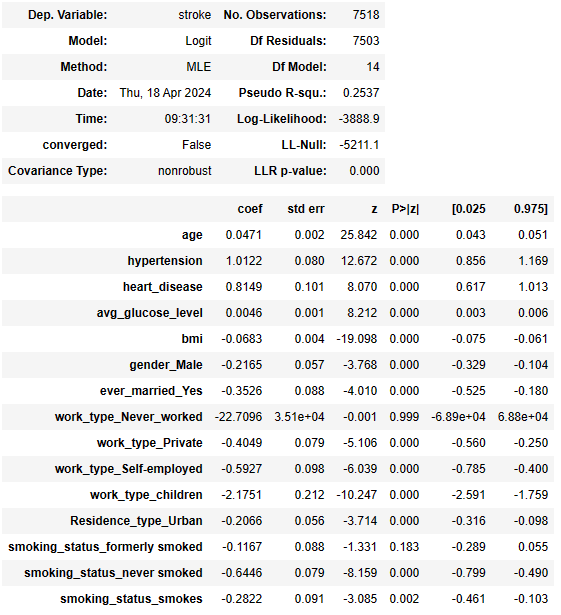 Dep. Variable: stroke No. Observations: 7518
Model: Logit Df Residuals: 7503
Method: MLE Df Model: 14
Date: Thu, 18 Apr 2024 Pseudo R-squ.: 0.2537
Time: 09:31:31 Log-Likelihood: -3888.9
converged: False LL-Null: -5211.1
Covariance Type: nonrobust LLR p-value: 0.000
coef std err z P>|z| [0.025 0.975]
age 0.0471 0.002 25.842 0.000 0.043 0.051
hypertension 1.0122 0.080 12.672 0.000 0.856 1.169
heart_disease 0.8149 0.101 8.070 0.000 0.617 1.013
avg_glucose_level 0.0046 0.001 8.212 0.000 0.003 0.006
bmi -0.0683 0.004 -19.098 0.000 -0.075 -0.061
gender_Male -0.2165 0.057 -3.768 0.000 -0.329 -0.104
ever_married_Yes -0.3526 0.088 -4.010 0.000 -0.525 -0.180
work_type_Never_worked -22.7096 3.51e+04 -0.001 0.999 -6.89e+04 6.88e+04
work_type_Private -0.4049 0.079 -5.106 0.000 -0.560 -0.250
work_type_Self-employed -0.5927 0.098 -6.039 0.000 -0.785 -0.400
work_type_children -2.1751 0.212 -10.247 0.000 -2.591 -1.759
Residence_type_Urban -0.2066 0.056 -3.714 0.000 -0.316 -0.098
smoking_status_formerly smoked -0.1167 0.088 -1.331 0.183 -0.289 0.055
smoking_status_never smoked -0.6446 0.079 -8.159 0.000 -0.799 -0.490
smoking_status_smokes -0.2822 0.091 -3.085 0.002 -0.461 -0.103